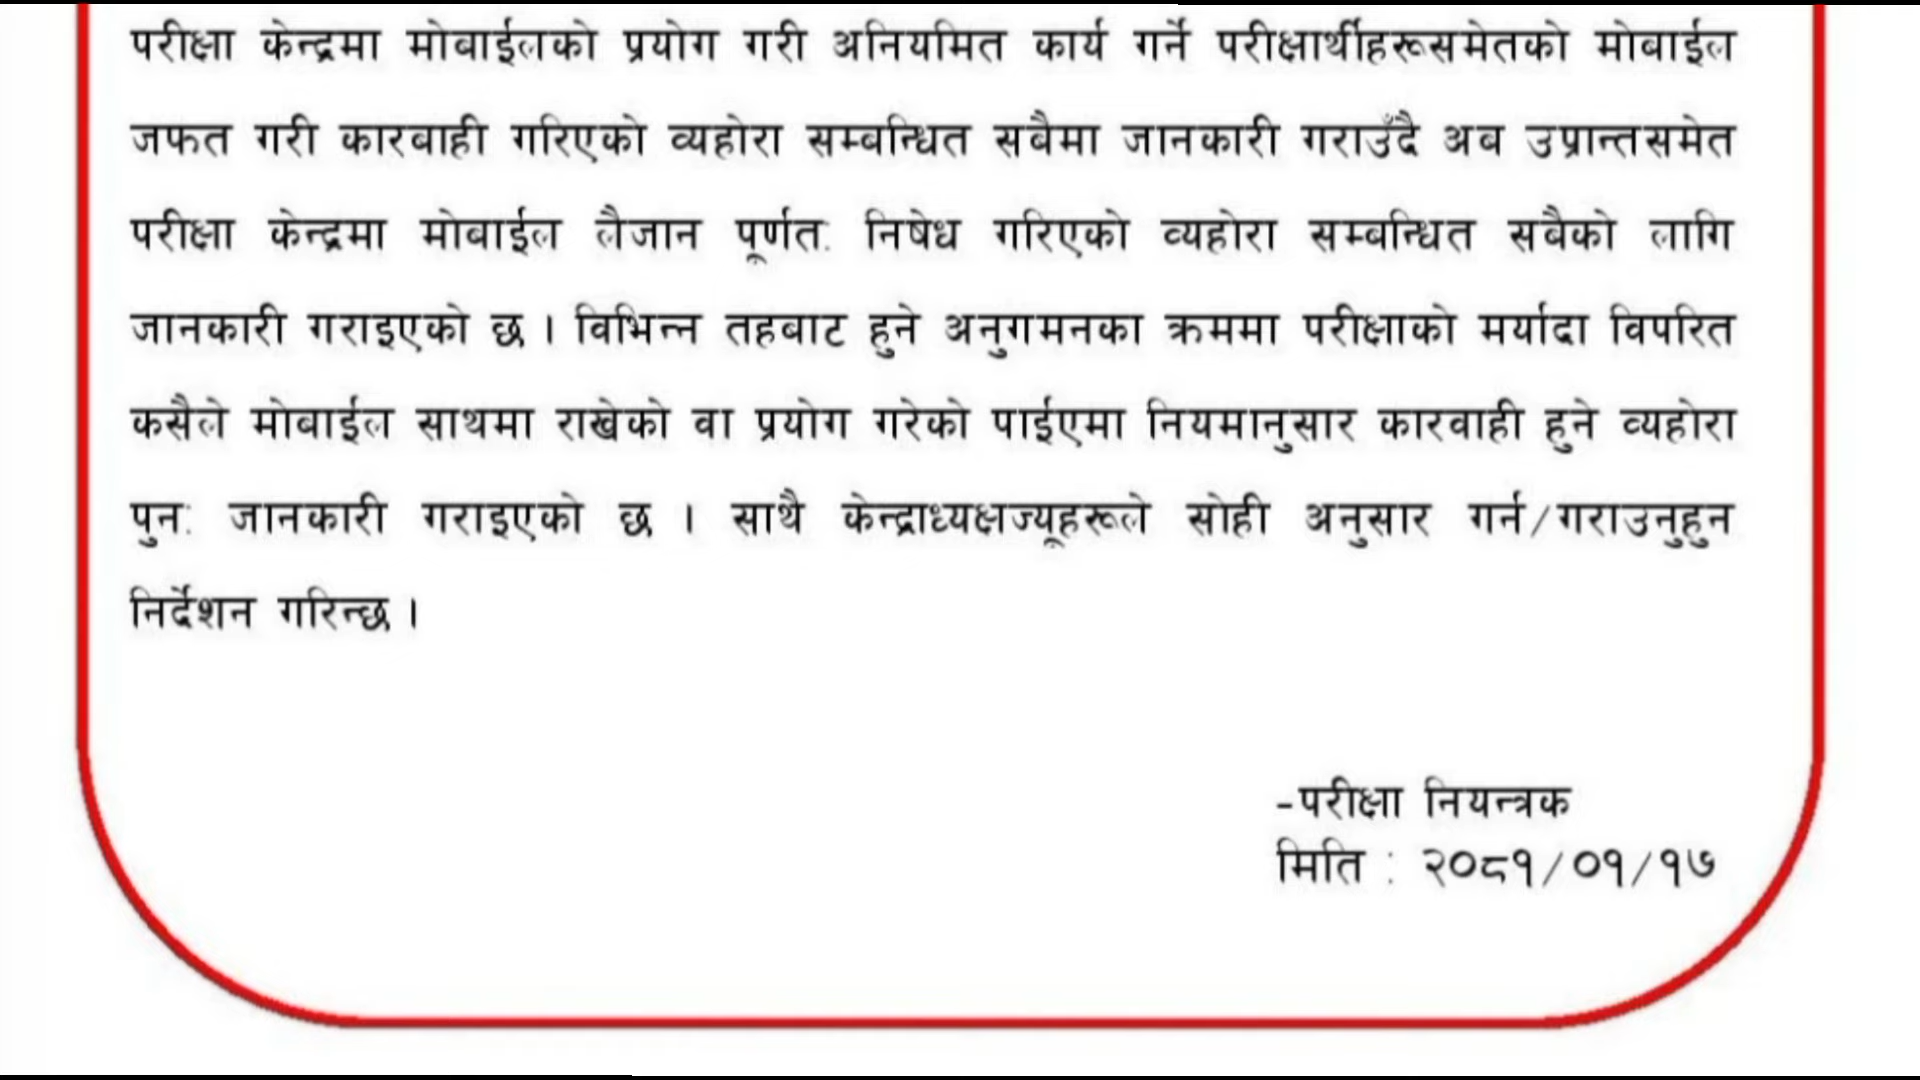 परीक्षा केन्द्रमा मोबाईलको प्रयोग गरी अनियमित कार्य गर्ने परीक्षार्थीहरूसमेतको मोबाईल
जफत गरी कारबाही गरिएको व्यहोरा सम्बन्धित सबैमा जानकारी गराउँदै अब उप्रान्तसमेत
परीक्षा केन्द्रमा मोबाईल लैजान पूर्णत: निषेध गरिएको व्यहोरा सम्बन्धित सबैको लागि
जानकारी गराइएको छ । विभिन्न तहबाट हुने अनुगमनका क्रममा परीक्षाको मर्यादा विपरित
कसैले मोबाईल साथमा राखेको वा प्रयोग गरेको पाईएमा नियमानुसार कारवाही हुने व्यहोरा
पुन: जानकारी गराइएको छ । साथै केन्द्राध्यक्षज्यूहरूले सोही अनुसार गर्न/गराउनुहुन
निर्देशन गरिन्छ ।
-परीक्षा नियन्त्रक
मिति : २०८१/०१/१७